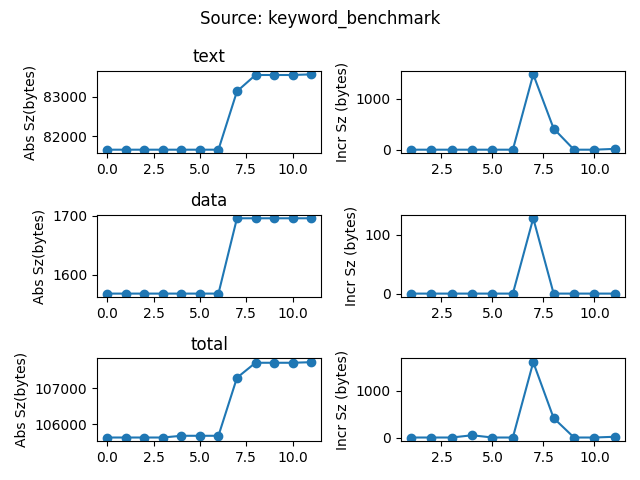 Source: keyword_benchmark
text
Abs Sz(bytes)
83000
82000
0.0 2.5 5.0 7.5 10.0
Incr Sz (bytes)
1000
0
2.5 5.0 7.5 10.0
data
Abs Sz(bytes)
1700
1600
0.0 2.5 5.0 7.5 10.0
Incr Sz (bytes)
100
0
2.5 5.0 7.5 10.0
total
Abs Sz(bytes)
107000
106000
0.0 2.5 5.0 7.5 10.0
Incr Sz (bytes)
1000
0
2.5 5.0 7.5 10.0